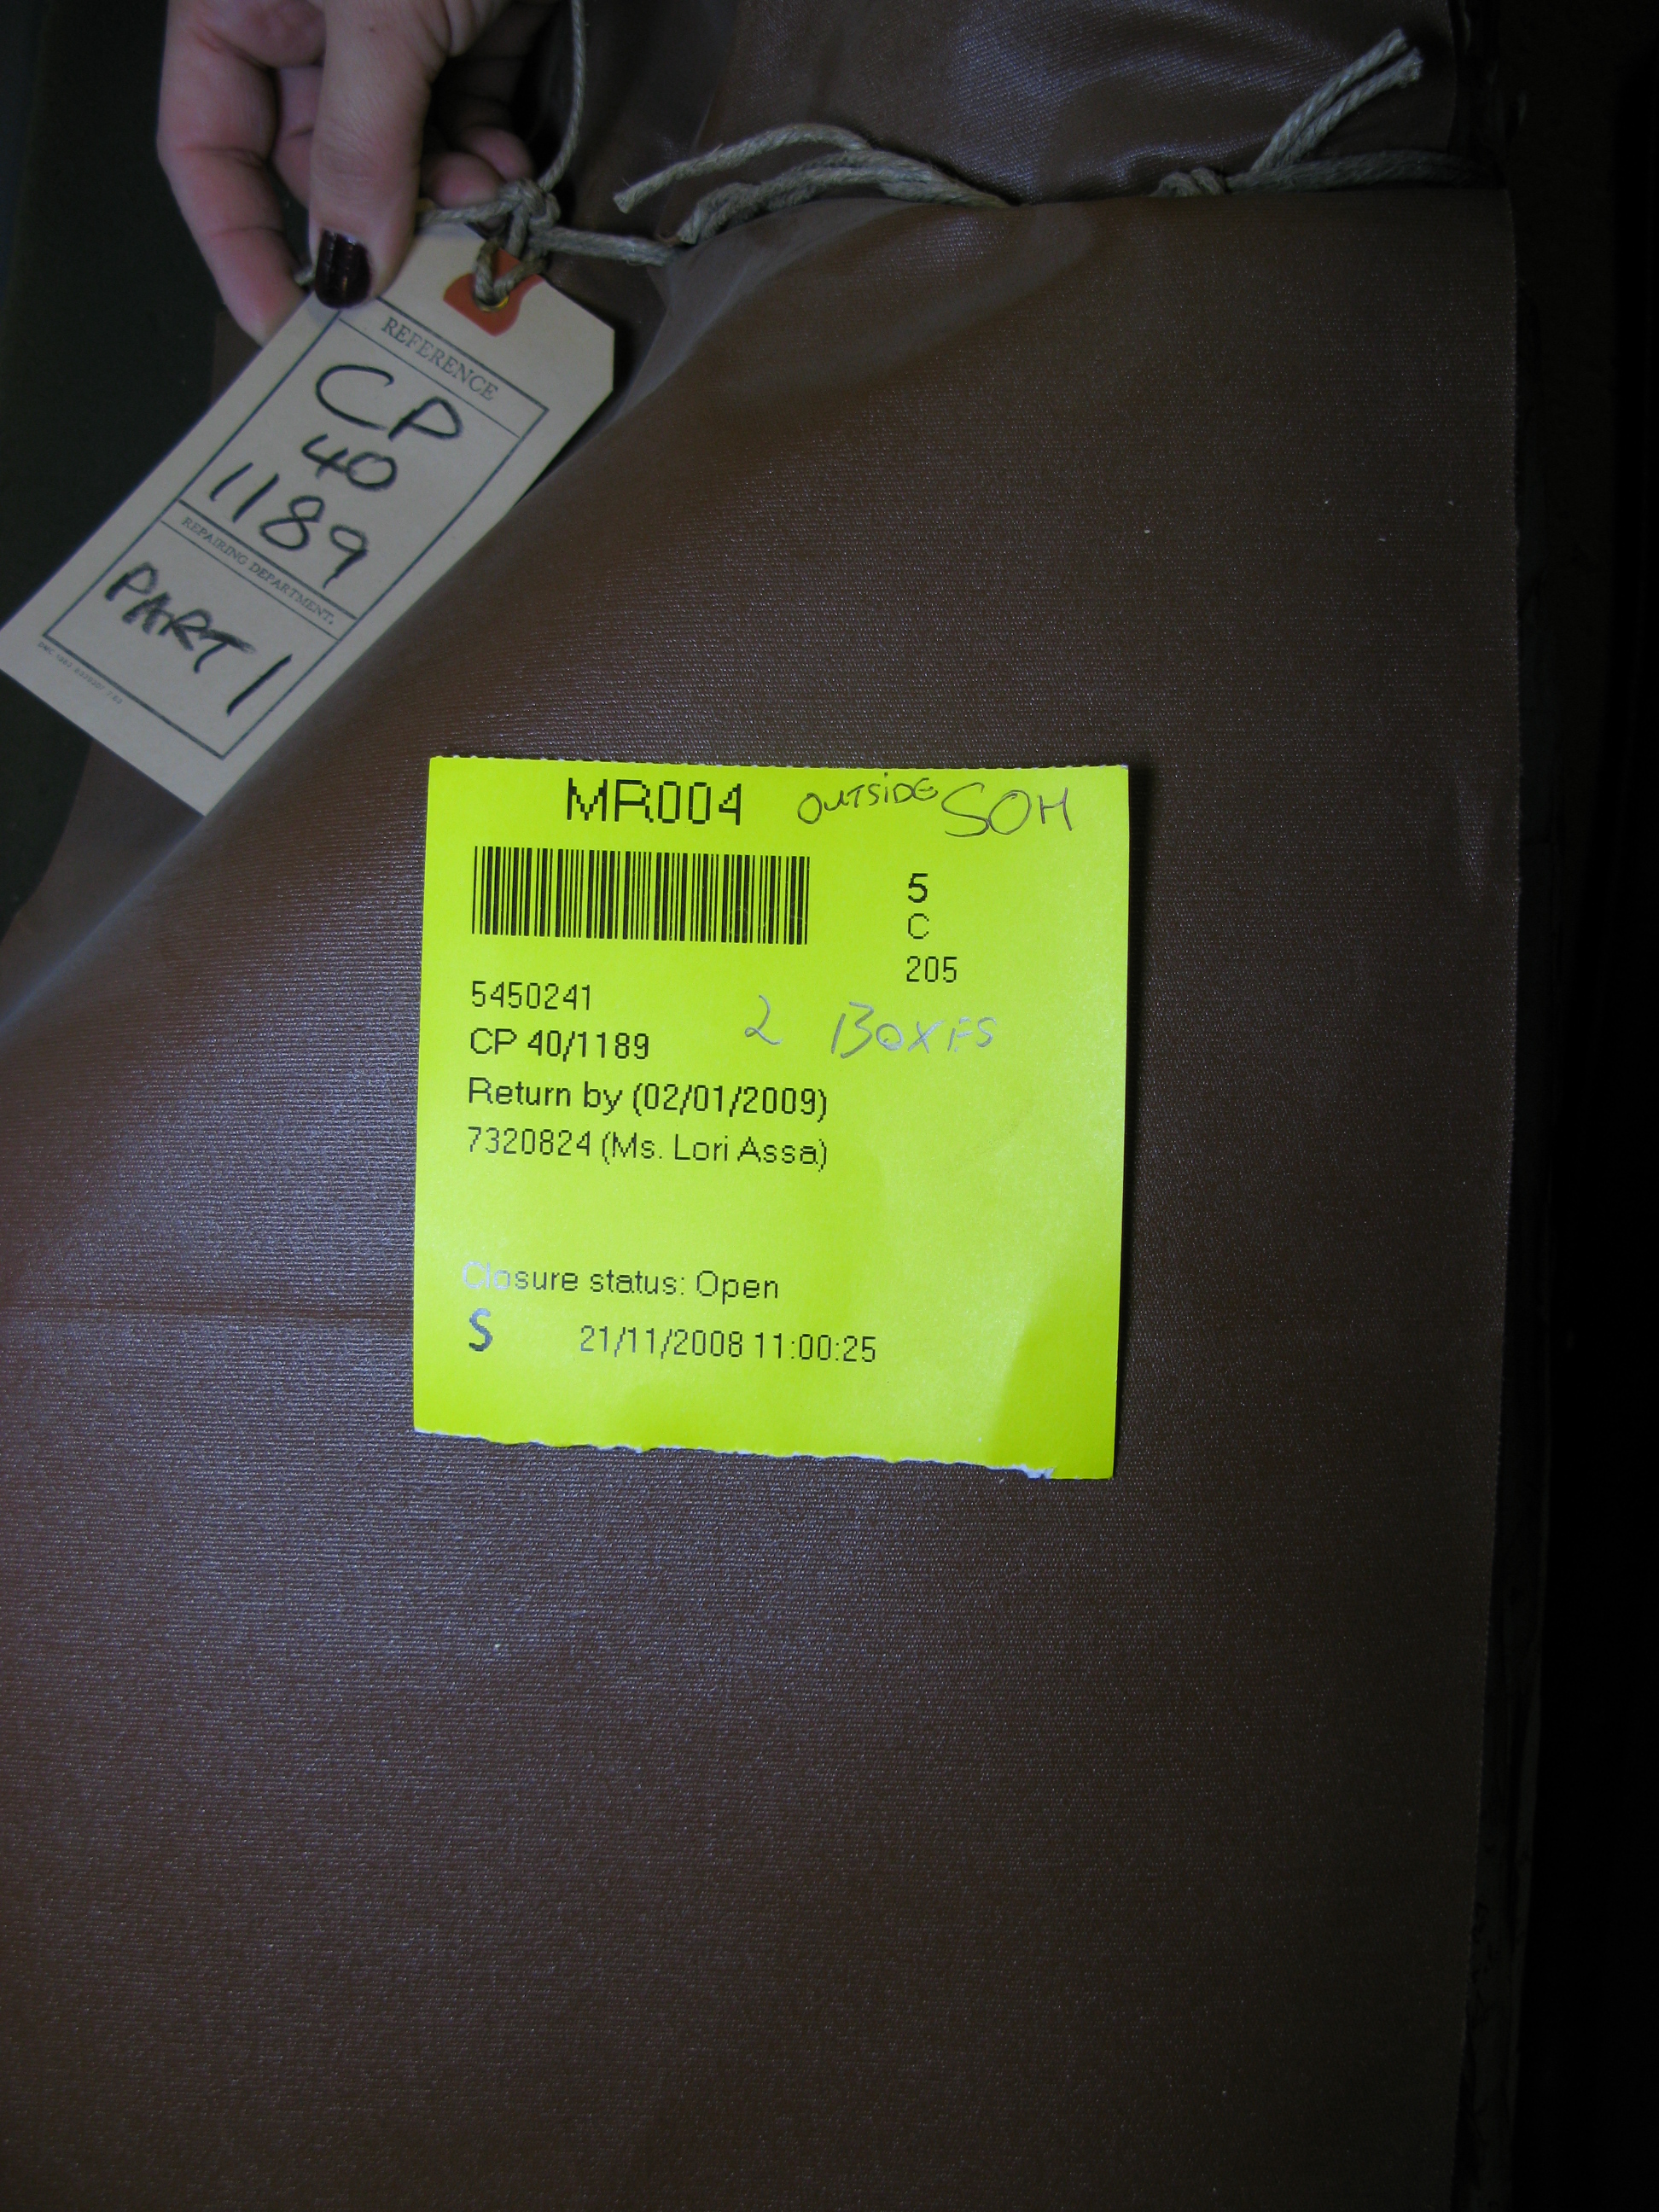 REFERENCE
CP
40
1189
REPAIRING DEPARTMENT.
PART 1
MR004 OUTSIDE SOM
5
C
205
5450241
2 BOXES
CP 40/1189
Return by (02/01/2009)
7320824 (Ms. Lori Assa)
Closure status: Open
S 21/11/2008 11:00:25